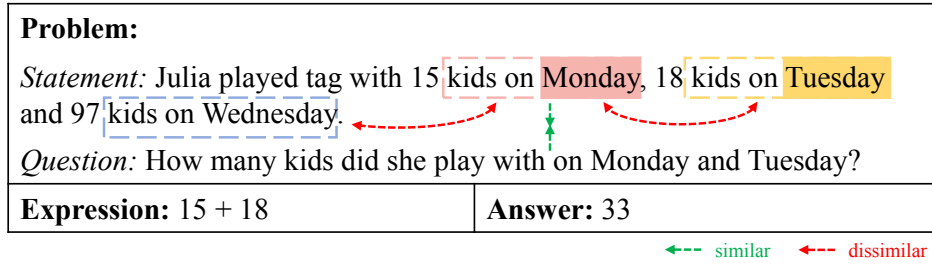 Problem:
Statement: Julia played tag with 15 kids on Monday, 18 kids on Tuesday
and 97 kids on Wednesday.
Question: How many kids did she play with on Monday and Tuesday?
Expression: 15 + 18
Answer: 33
similar
dissimilar